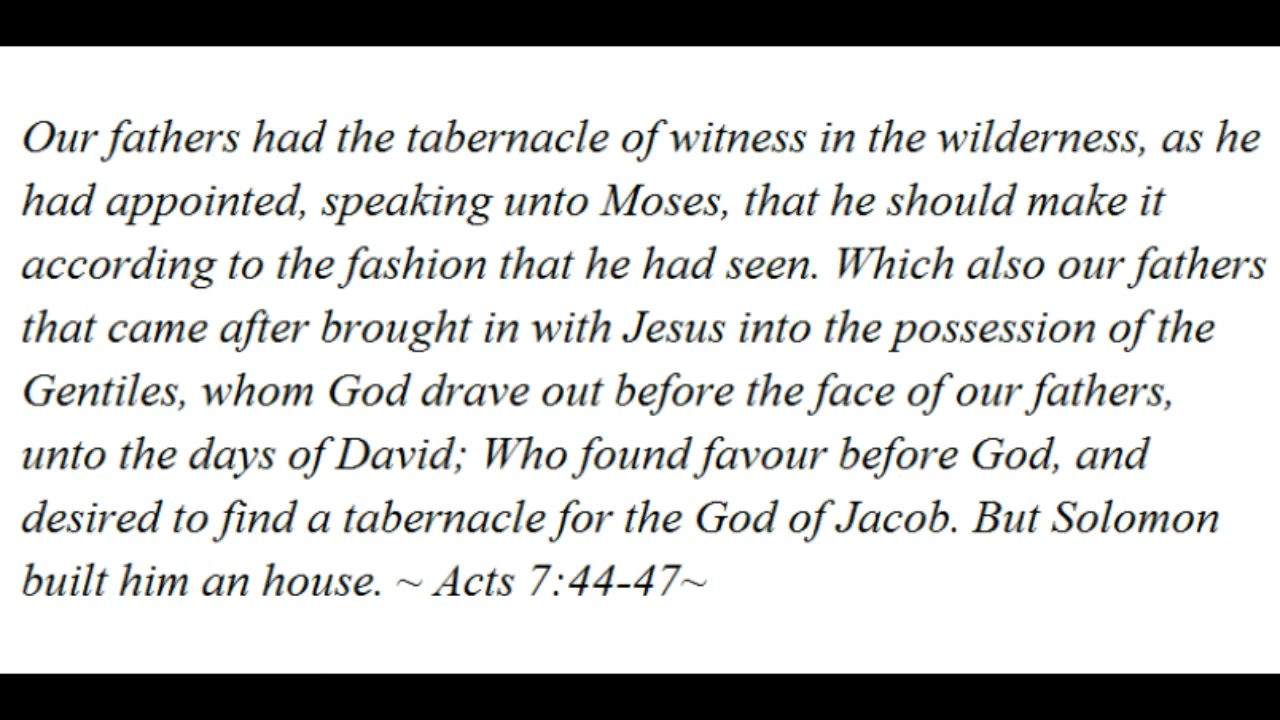 Our fathers had the tabernacle of witness in the wilderness, as he
had appointed, speaking unto Moses, that he should make it
according to the fashion that he had seen. Which also our fathers
that came after brought in with Jesus into the possession of the
Gentiles, whom God drave out before the face of our fathers,
unto the days of David; Who found favour before God, and
desired to find a tabernacle for the God of Jacob. But Solomon
built him an house. ~ Acts 7:44-47~